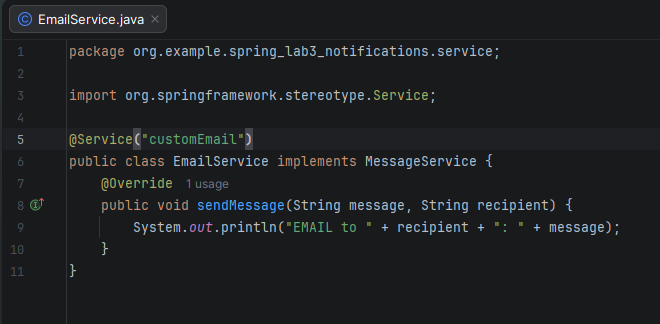 EmailService.java
1 package org.example.spring_lab3_notifications.service;
2
3 import org.springframework.stereotype.Service;
4
5 @Service("customEmail")
6 public class EmailService implements MessageService {
7 @Override 1 usage
8 public void sendMessage(String message, String recipient) {
9 System.out.println("EMAIL to " + recipient + ": " + message);
10 }
11 }